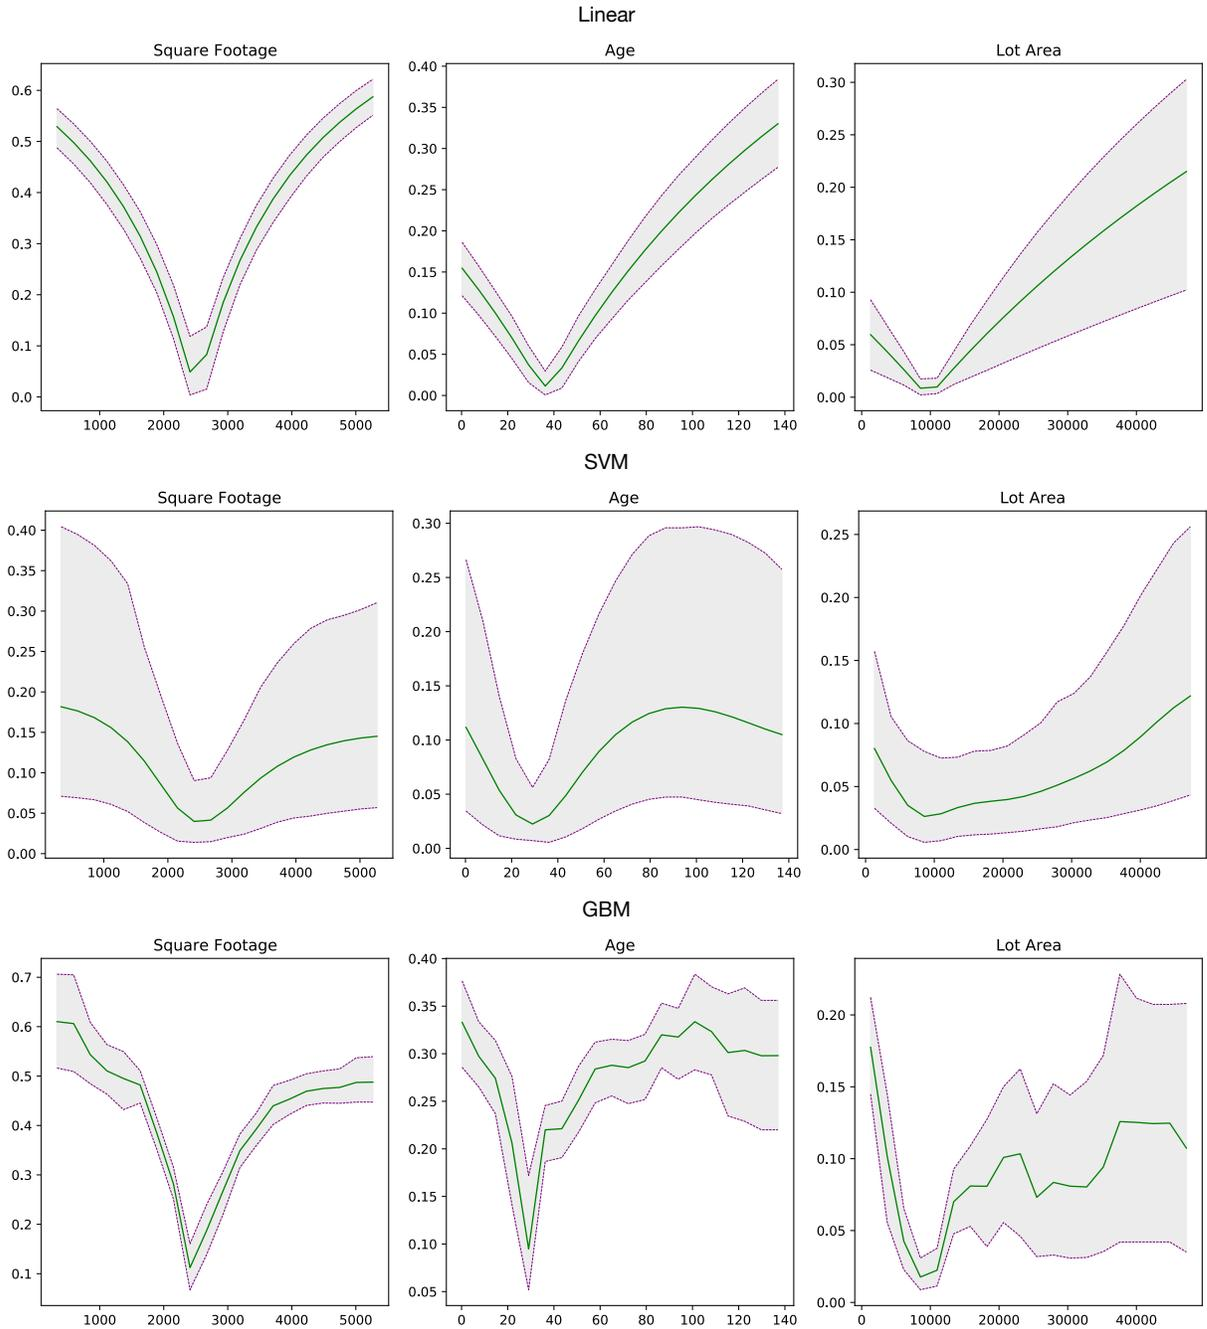 Linear
Square Footage Age Lot Area
0.6 0.5 0.4 0.3 0.2 0.1 0.0
0.40 0.35 0.30 0.25 0.20 0.15 0.10 0.05 0.00
0.30 0.25 0.20 0.15 0.10 0.05 0.00
1000 2000 3000 4000 5000 0 20 40 60 80 100 120 140 0 10000 20000 30000 40000
SVM
Square Footage Age Lot Area
0.40 0.35 0.30 0.25 0.20 0.15 0.10 0.05 0.00
0.30 0.25 0.20 0.15 0.10 0.05 0.00
0.25 0.20 0.15 0.10 0.05 0.00
1000 2000 3000 4000 5000 0 20 40 60 80 100 120 140 0 10000 20000 30000 40000
GBM
Square Footage Age Lot Area
0.7 0.6 0.5 0.4 0.3 0.2 0.1
0.40 0.35 0.30 0.25 0.20 0.15 0.10 0.05
0.20 0.15 0.10 0.05 0.00
1000 2000 3000 4000 5000 0 20 40 60 80 100 120 140 0 10000 20000 30000 40000